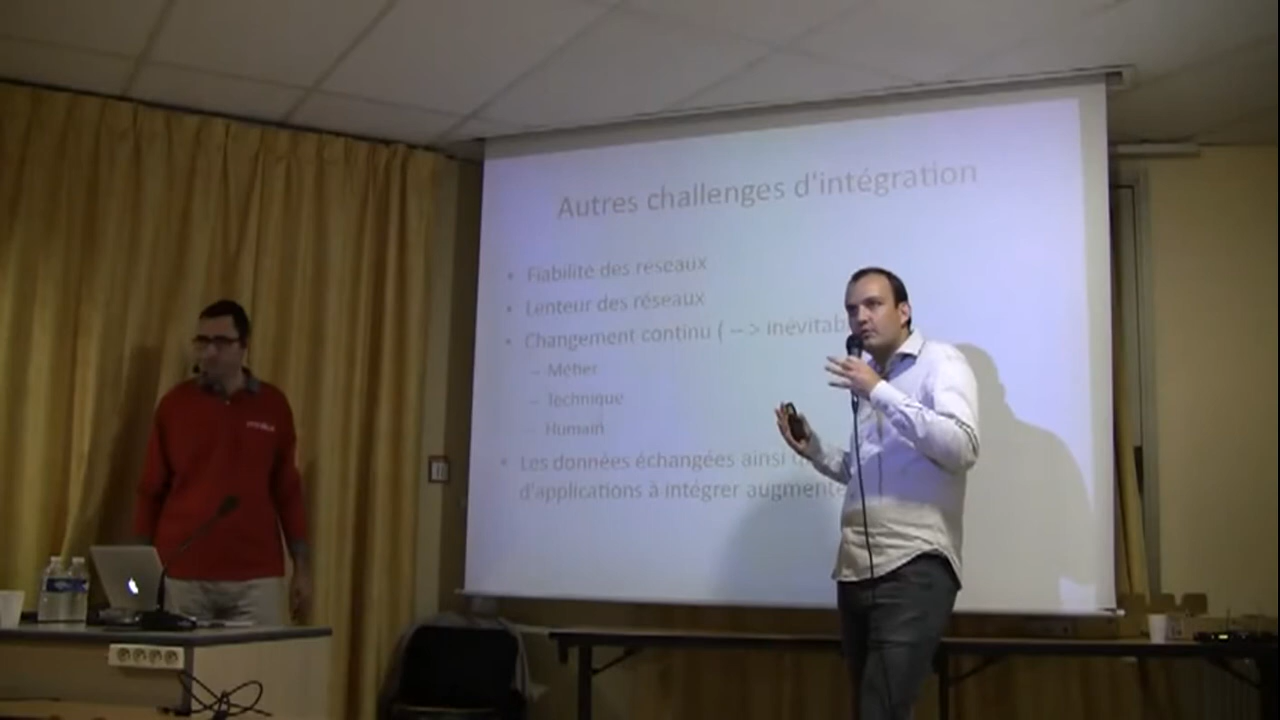 Autres challenges d'intégration
• Fiabilité des réseaux
• Lenteur des réseaux
• Changement continu ( -- > inévitab
– Métier
– Technique
– Humain
• Les données échangées ainsi
d'applications à intégrer augmente